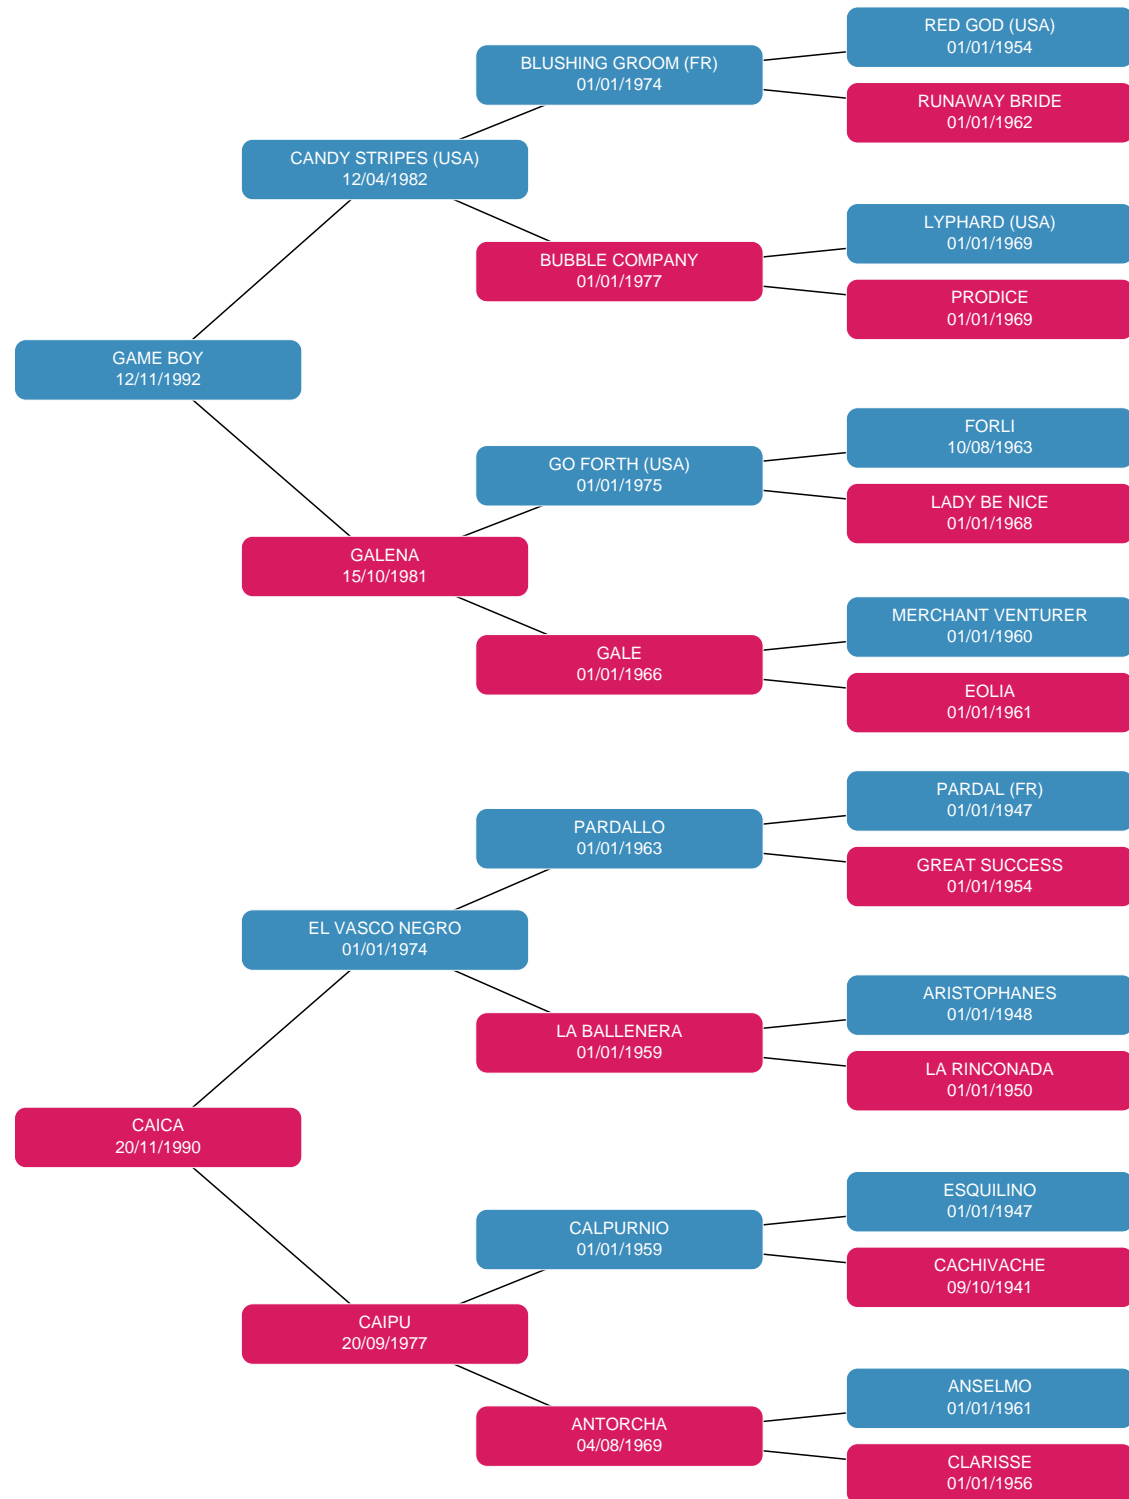 RED GOD (USA)
01/01/1954
BLUSHING GROOM (FR)
01/01/1974
RUNAWAY BRIDE
01/01/1962
CANDY STRIPES (USA)
12/04/1982
LYPHARD (USA)
01/01/1969
BUBBLE COMPANY
01/01/1977
PRODICE
01/01/1969
GAME BOY
12/11/1992
FORLI
10/08/1963
GO FORTH (USA)
01/01/1975
LADY BE NICE
01/01/1968
GALENA
15/10/1981
MERCHANT VENTURER
01/01/1960
GALE
01/01/1966
EOLIA
01/01/1961
PARDAL (FR)
01/01/1947
PARDALLO
01/01/1963
GREAT SUCCESS
01/01/1954
EL VASCO NEGRO
01/01/1974
ARISTOPHANES
01/01/1948
LA BALLENERA
01/01/1959
LA RINCONADA
01/01/1950
CAICA
20/11/1990
ESQUILINO
01/01/1947
CALPURNIO
01/01/1959
CACHIVACHE
09/10/1941
CAIPU
20/09/1977
ANSELMO
01/01/1961
ANTORCHA
04/08/1969
CLARISSE
01/01/1956